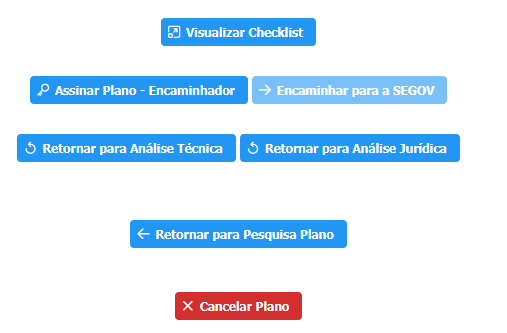 Visualizar Checklist
Assinar Plano - Encaminhador
Encaminhar para a SEGOV
Retornar para Análise Técnica
Retornar para Análise Jurídica
Retornar para Pesquisa Plano
Cancelar Plano